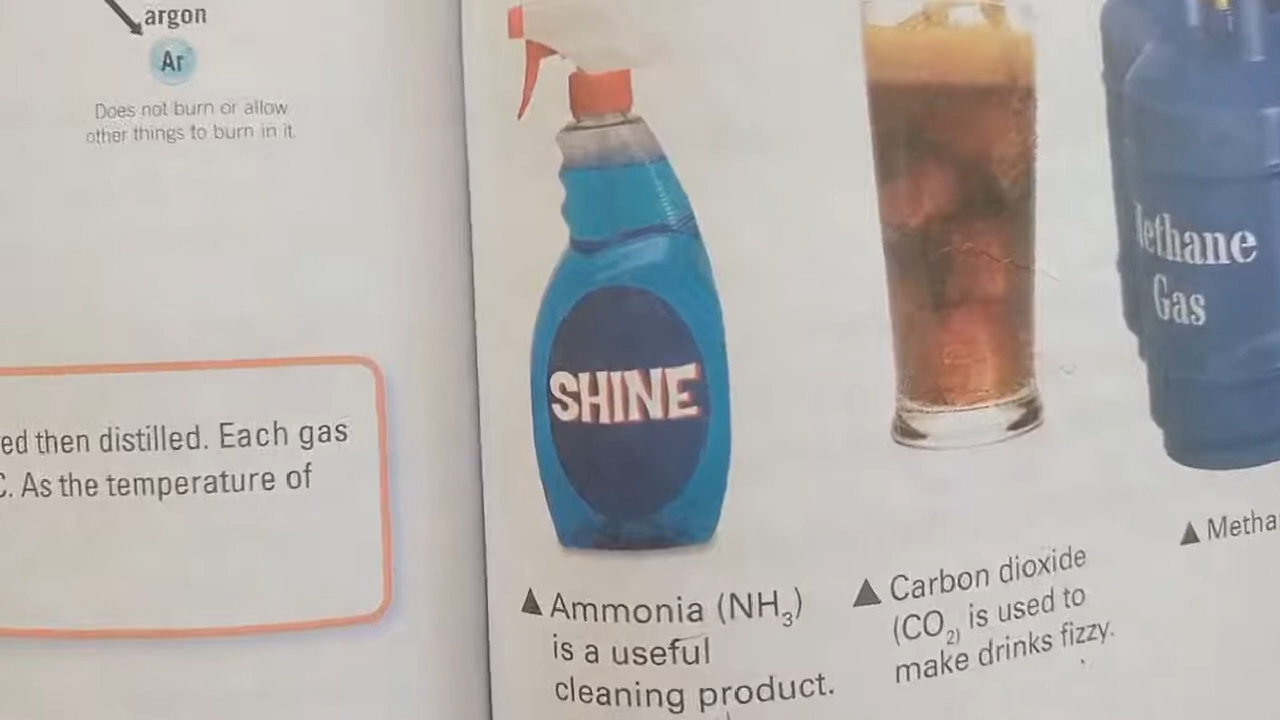 argon
Ar
Does not burn or allow
other things to burn in it.
ed then distilled. Each gas
C. As the temperature of
SHINE
Methane
Gas
▲ Ammonia (NH₃)
is a useful
cleaning product.
▲ Carbon dioxide
(CO₂₎ is used to
make drinks fizzy.
▲ Metha